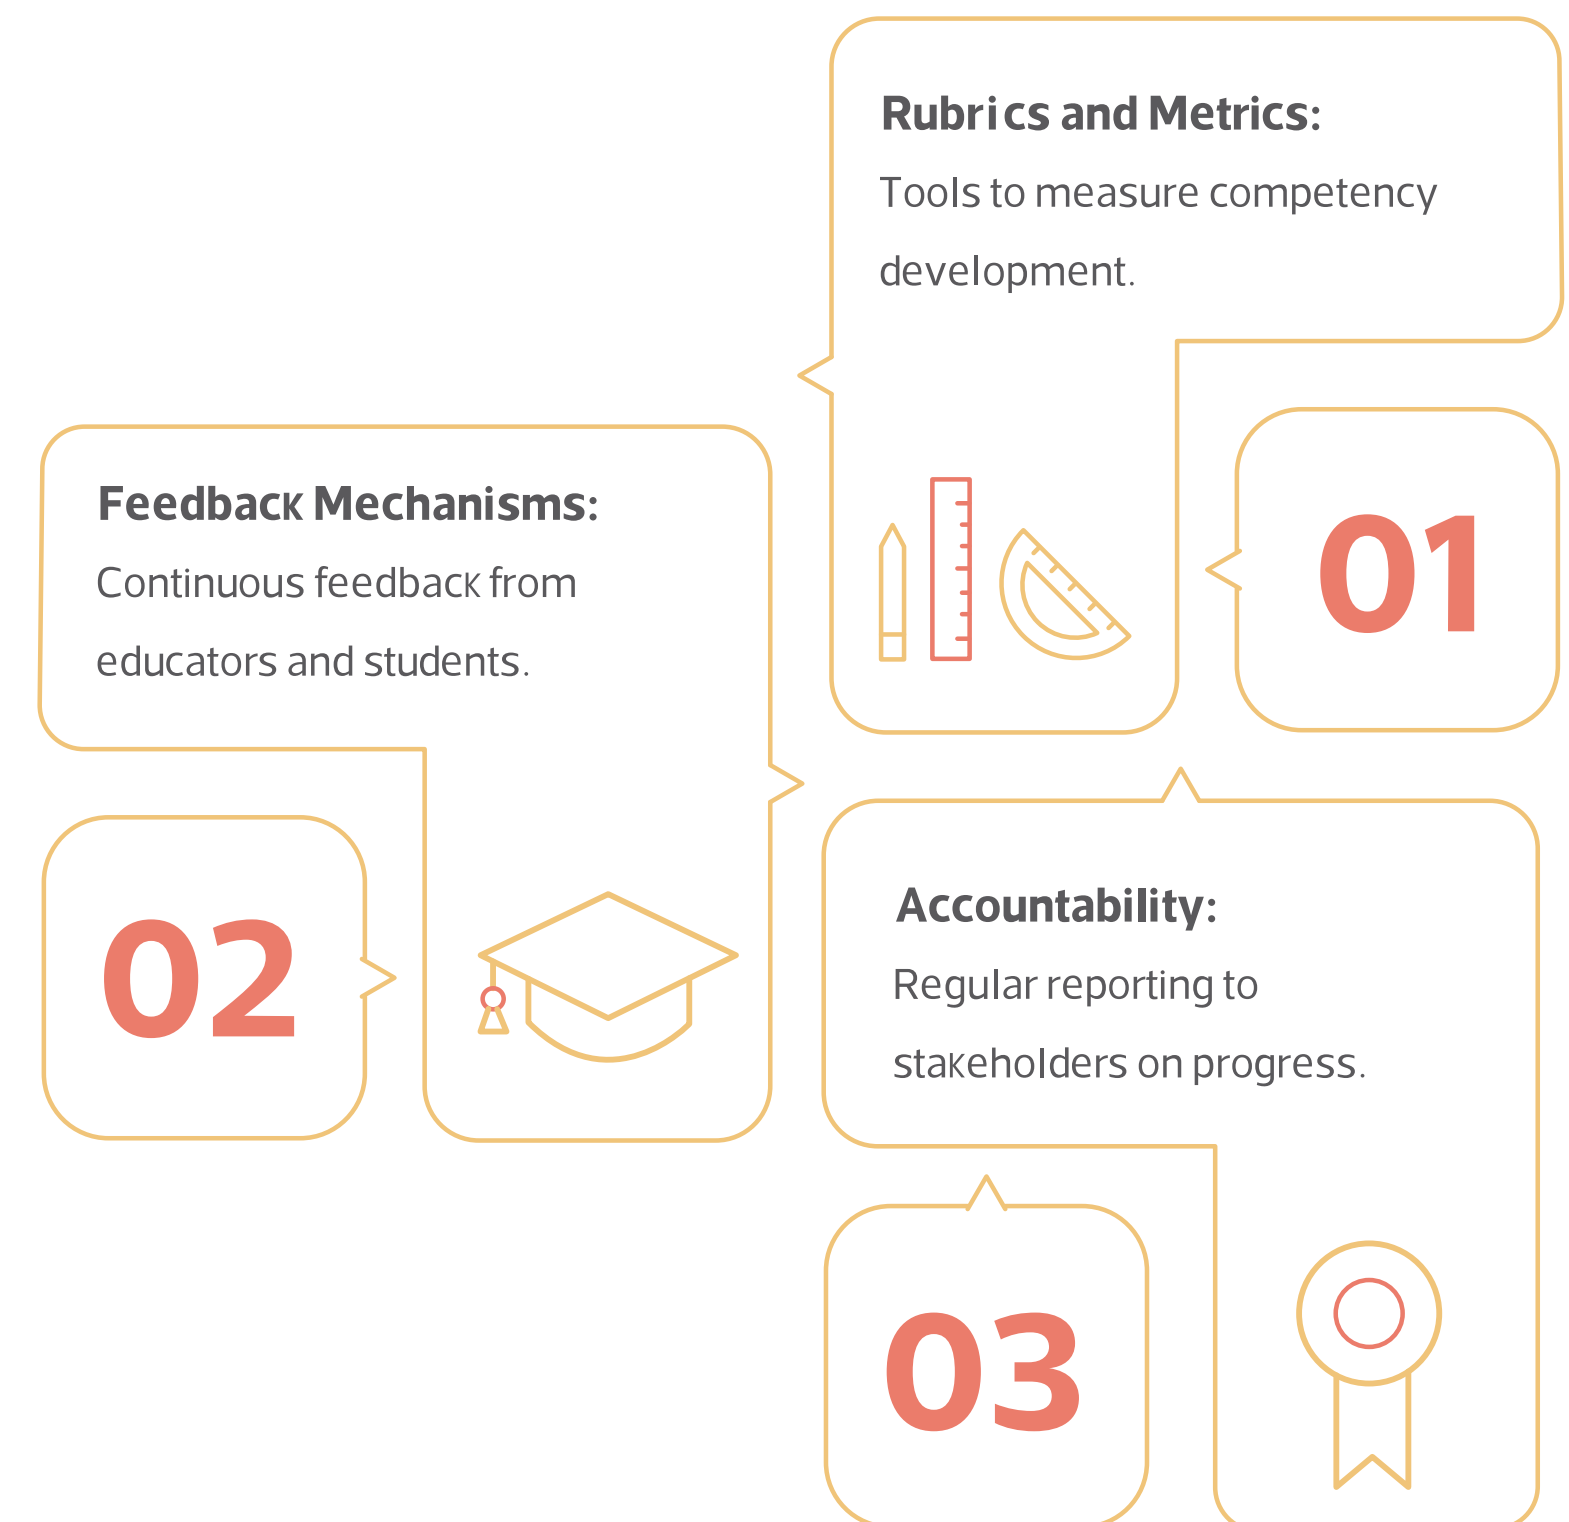 Rubrics and Metrics:
Tools to measure competency
development.
01
Feedback Mechanisms:
Continuous feedback from
educators and students.
02
Accountability:
Regular reporting to
stakeholders on progress.
03